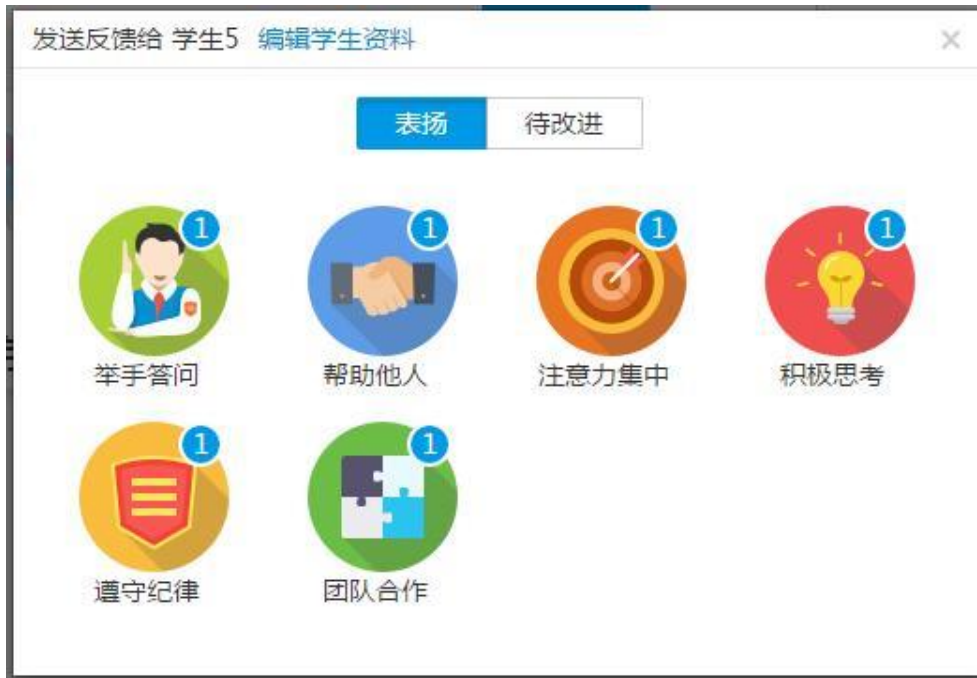 发送反馈给 学生5 编辑学生资料 ×
表扬 待改进
1 1 1 1
举手答问 帮助他人 注意力集中 积极思考
1 1
遵守纪律 团队合作